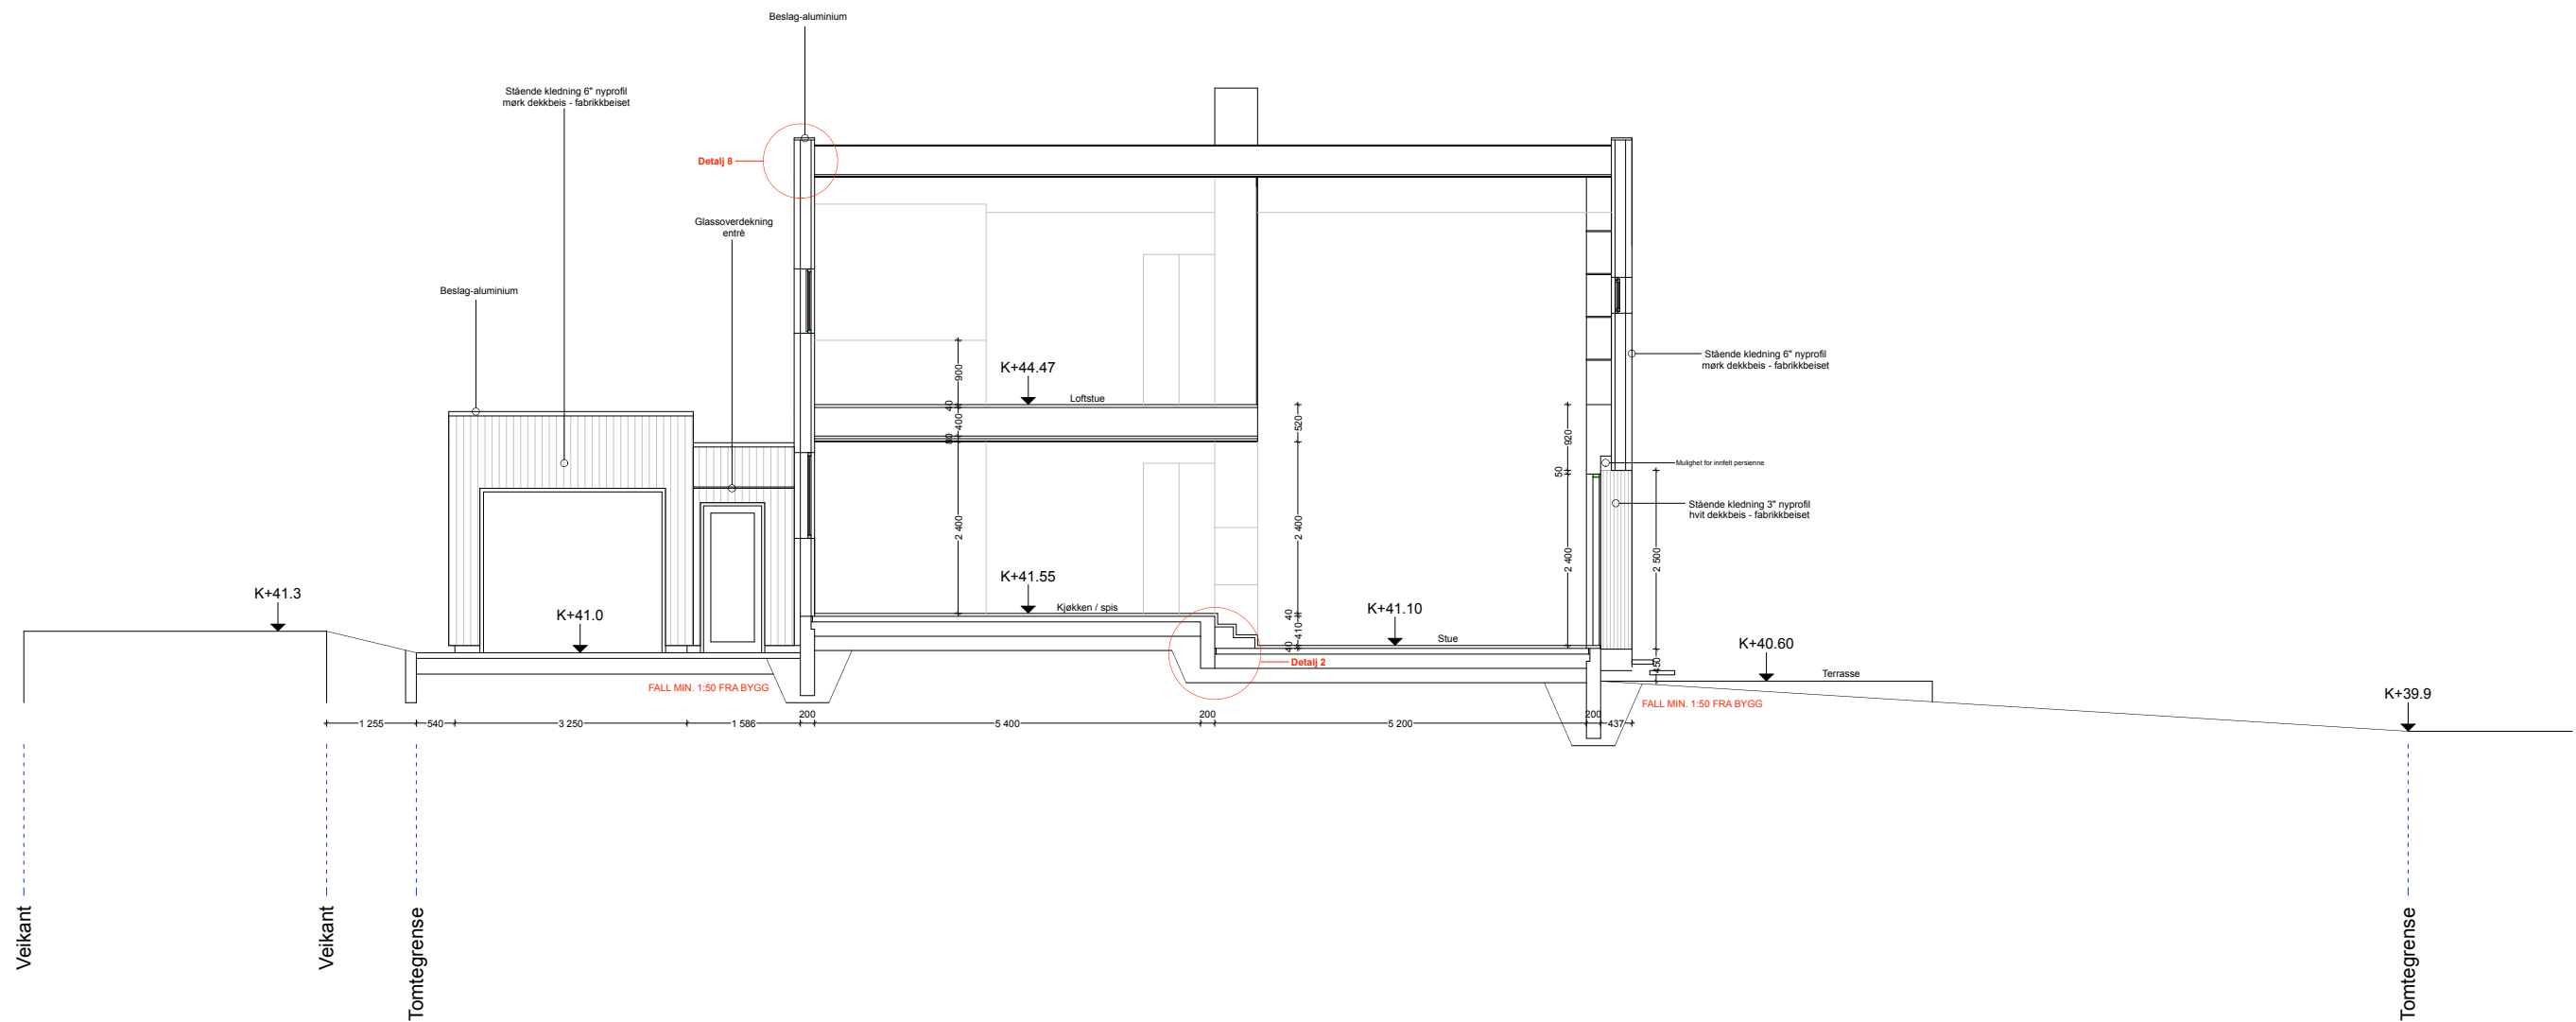 Beslag-aluminium
Stående kledning 6" nyprofil
mørk dekkbeis - fabrikkbeiset
Detalj 8
Glassoverdekning
entrè
Beslag-aluminium
K+44.47
Loftstue
900
40
400
80
2 400
520
2 400
40
410
40
920
50
2 400
Stående kledning 6" nyprofil
mørk dekkbeis - fabrikkbeiset
Mulighet for innfelt persienne
Stående kledning 3" nyprofil
hvit dekkbeis - fabrikkbeiset
2 500
450
K+41.3
K+41.0
K+41.55
Kjøkken / spis
K+41.10
Stue
K+40.60
Terrasse
K+39.9
Detalj 2
FALL MIN. 1:50 FRA BYGG
FALL MIN. 1:50 FRA BYGG
1 255
540
3 250
1 586
200
5 400
200
5 200
200
437
Veikant
Veikant
Tomtegrense
Tomtegrense